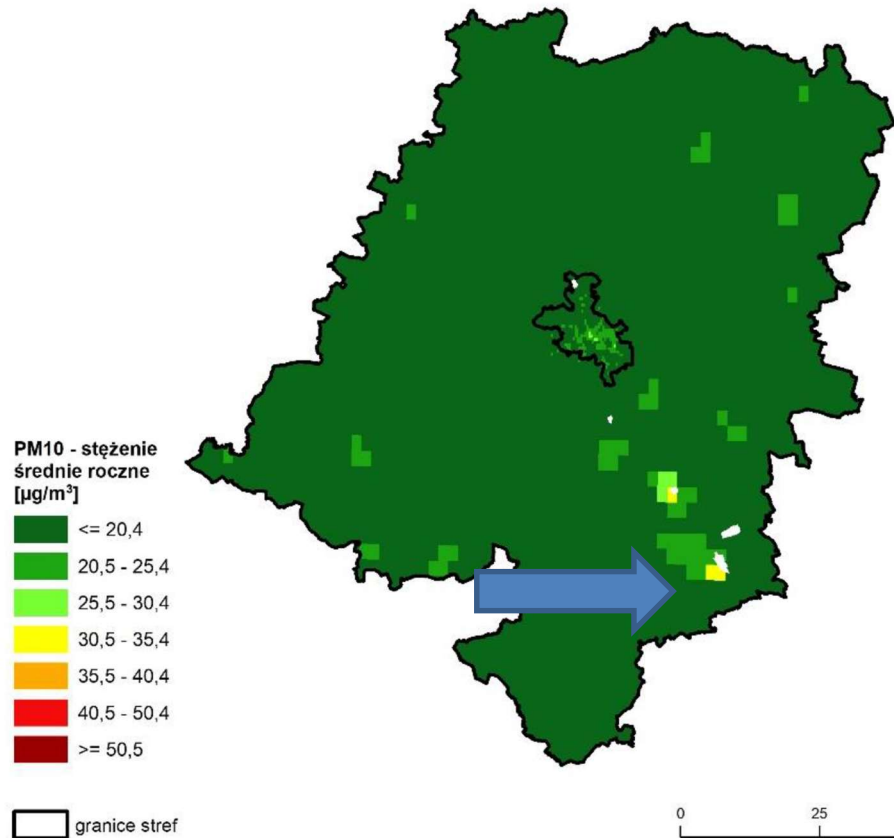 PM10 - stężenie
średnie roczne
[µg/m³]
<= 20,4
20,5 - 25,4
25,5 - 30,4
30,5 - 35,4
35,5 - 40,4
40,5 - 50,4
>= 50,5
granice stref
0 25